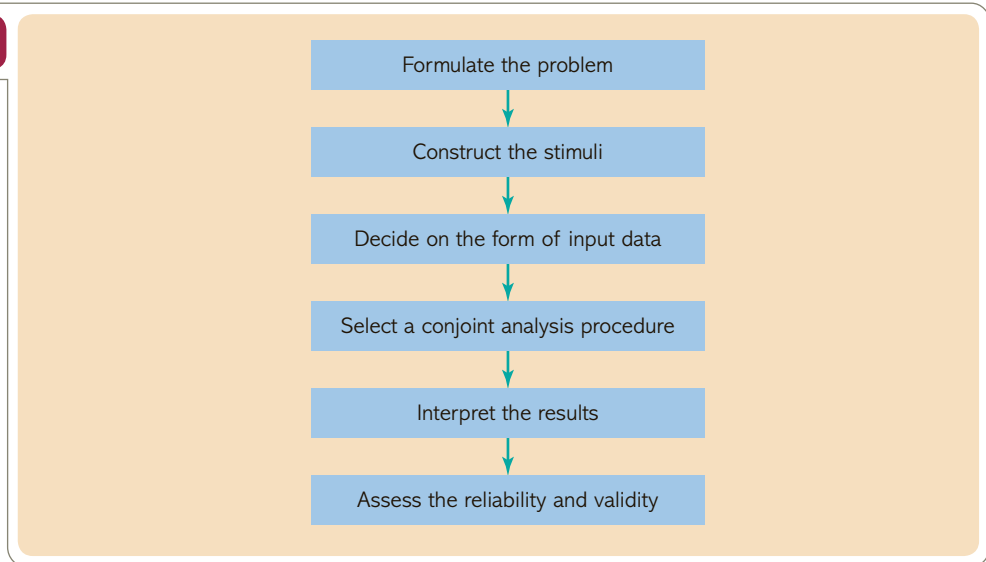 Formulate the problem
Construct the stimuli
Decide on the form of input data
Select a conjoint analysis procedure
Interpret the results
Assess the reliability and validity